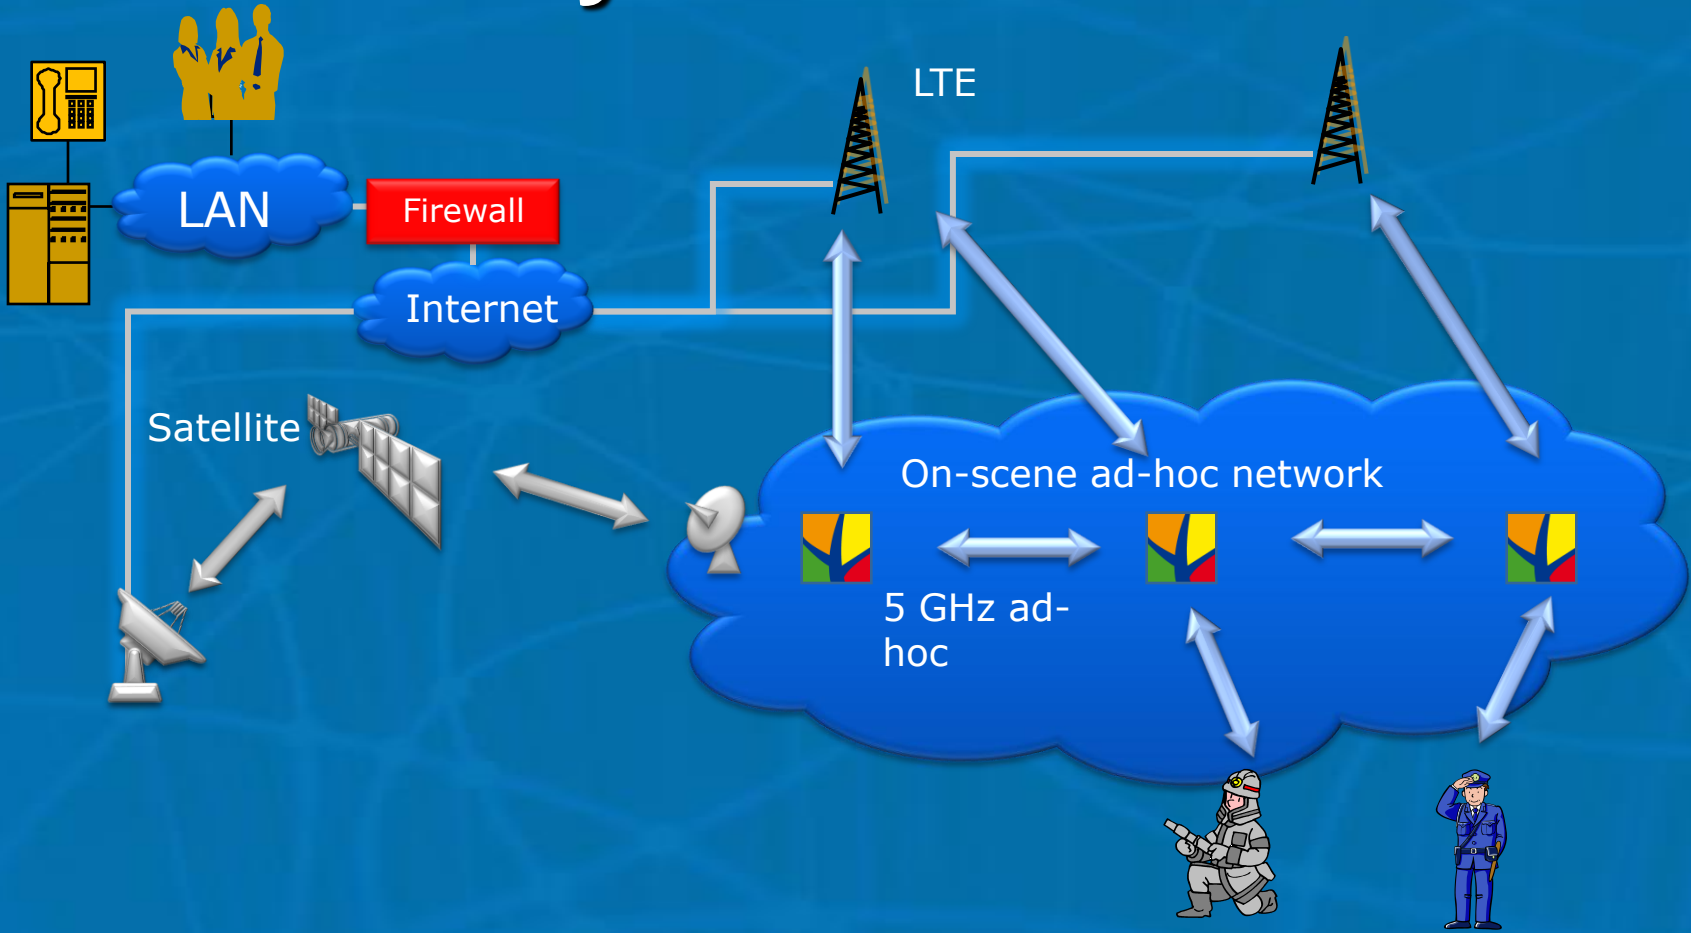 LTE
LAN
Firewall
Internet
Satellite
On-scene ad-hoc network
5 GHz ad-
hoc